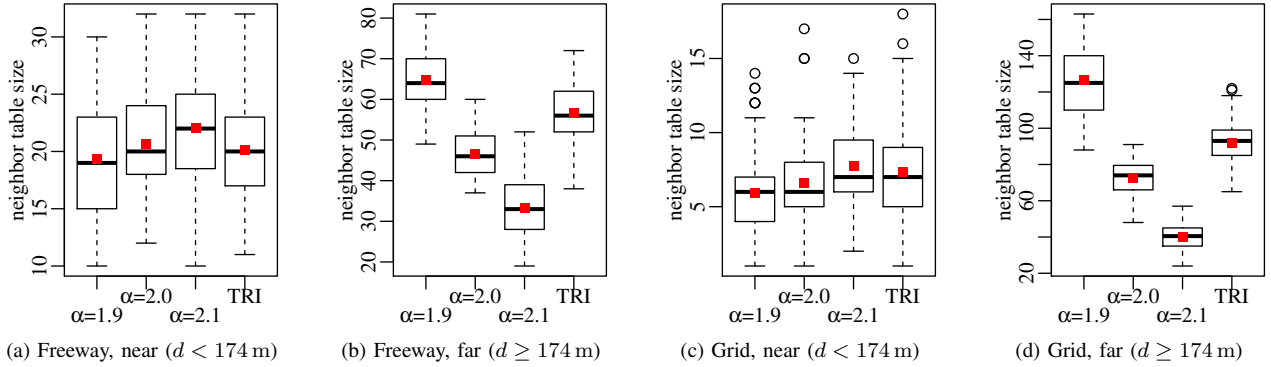 neighbor table size
10
15
20
25
30
α=1.9
α=2.0
α=2.1
TRI
(a) Freeway, near (d < 174 m)
neighbor table size
20
30
40
50
60
70
80
α=1.9
α=2.0
α=2.1
TRI
(b) Freeway, far (d ≥ 174 m)
neighbor table size
5
10
15
α=1.9
α=2.0
α=2.1
TRI
(c) Grid, near (d < 174 m)
neighbor table size
20
60
100
140
α=1.9
α=2.0
α=2.1
TRI
(d) Grid, far (d ≥ 174 m)